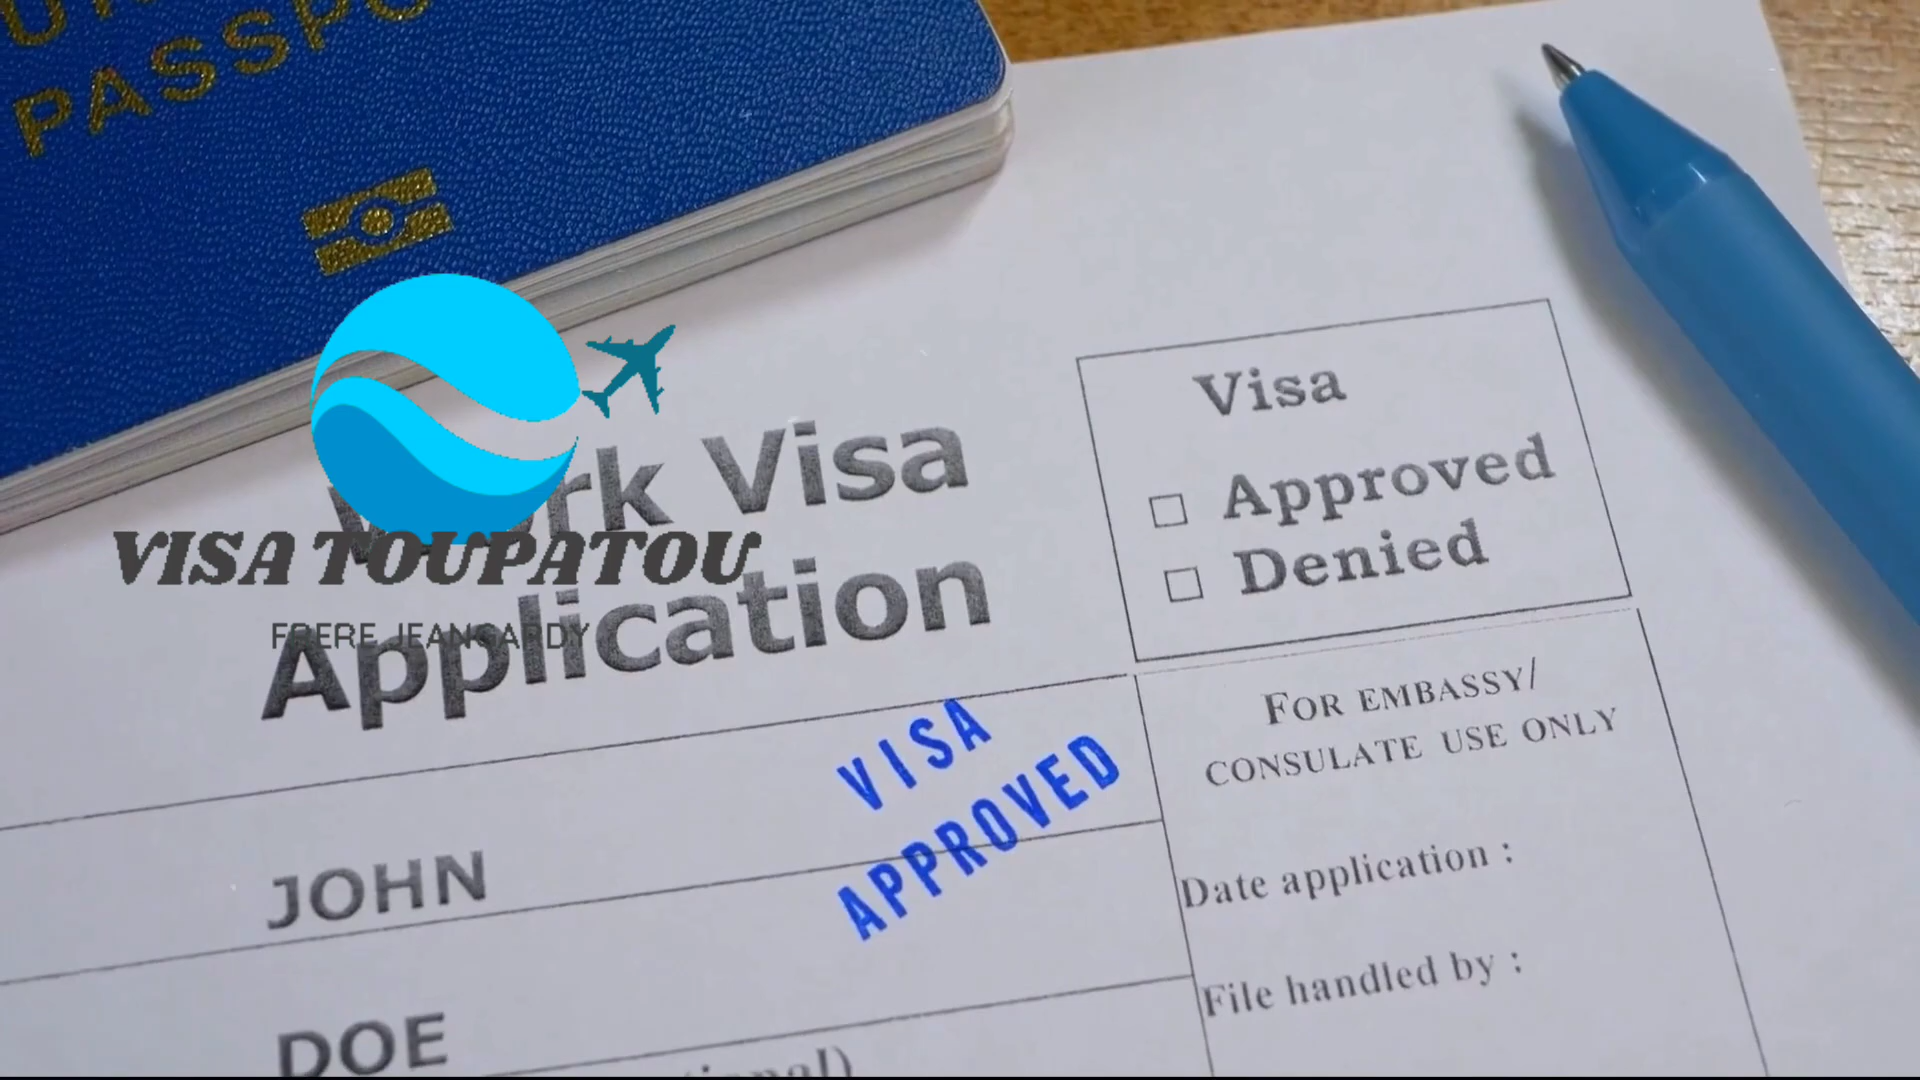 PASSPO
Work Visa
Application
VISA TOUPATOU
FRERE JEANGARDY
Visa
Approved
Denied
FOR EMBASSY/
CONSULATE USE ONLY
Date application :
File handled by :
VISA
APPROVED
JOHN
DOE